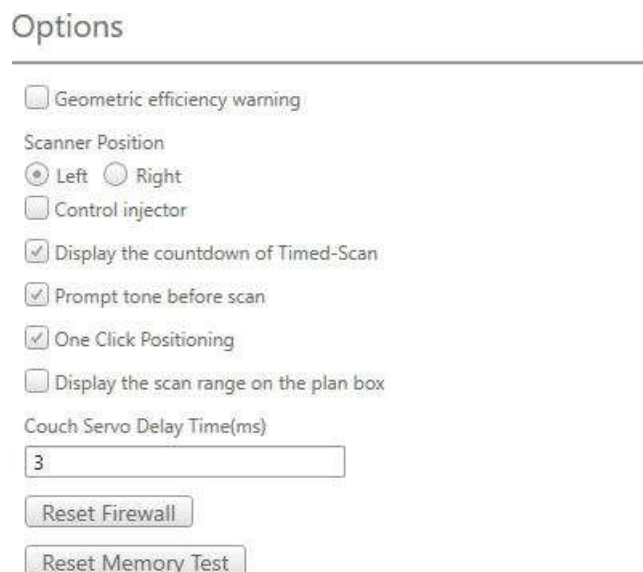 Options
Geometric efficiency warning
Scanner Position
Left Right
Control injector
Display the countdown of Timed-Scan
Prompt tone before scan
One Click Positioning
Display the scan range on the plan box
Couch Servo Delay Time(ms)
3
Reset Firewall
Reset Memory Test